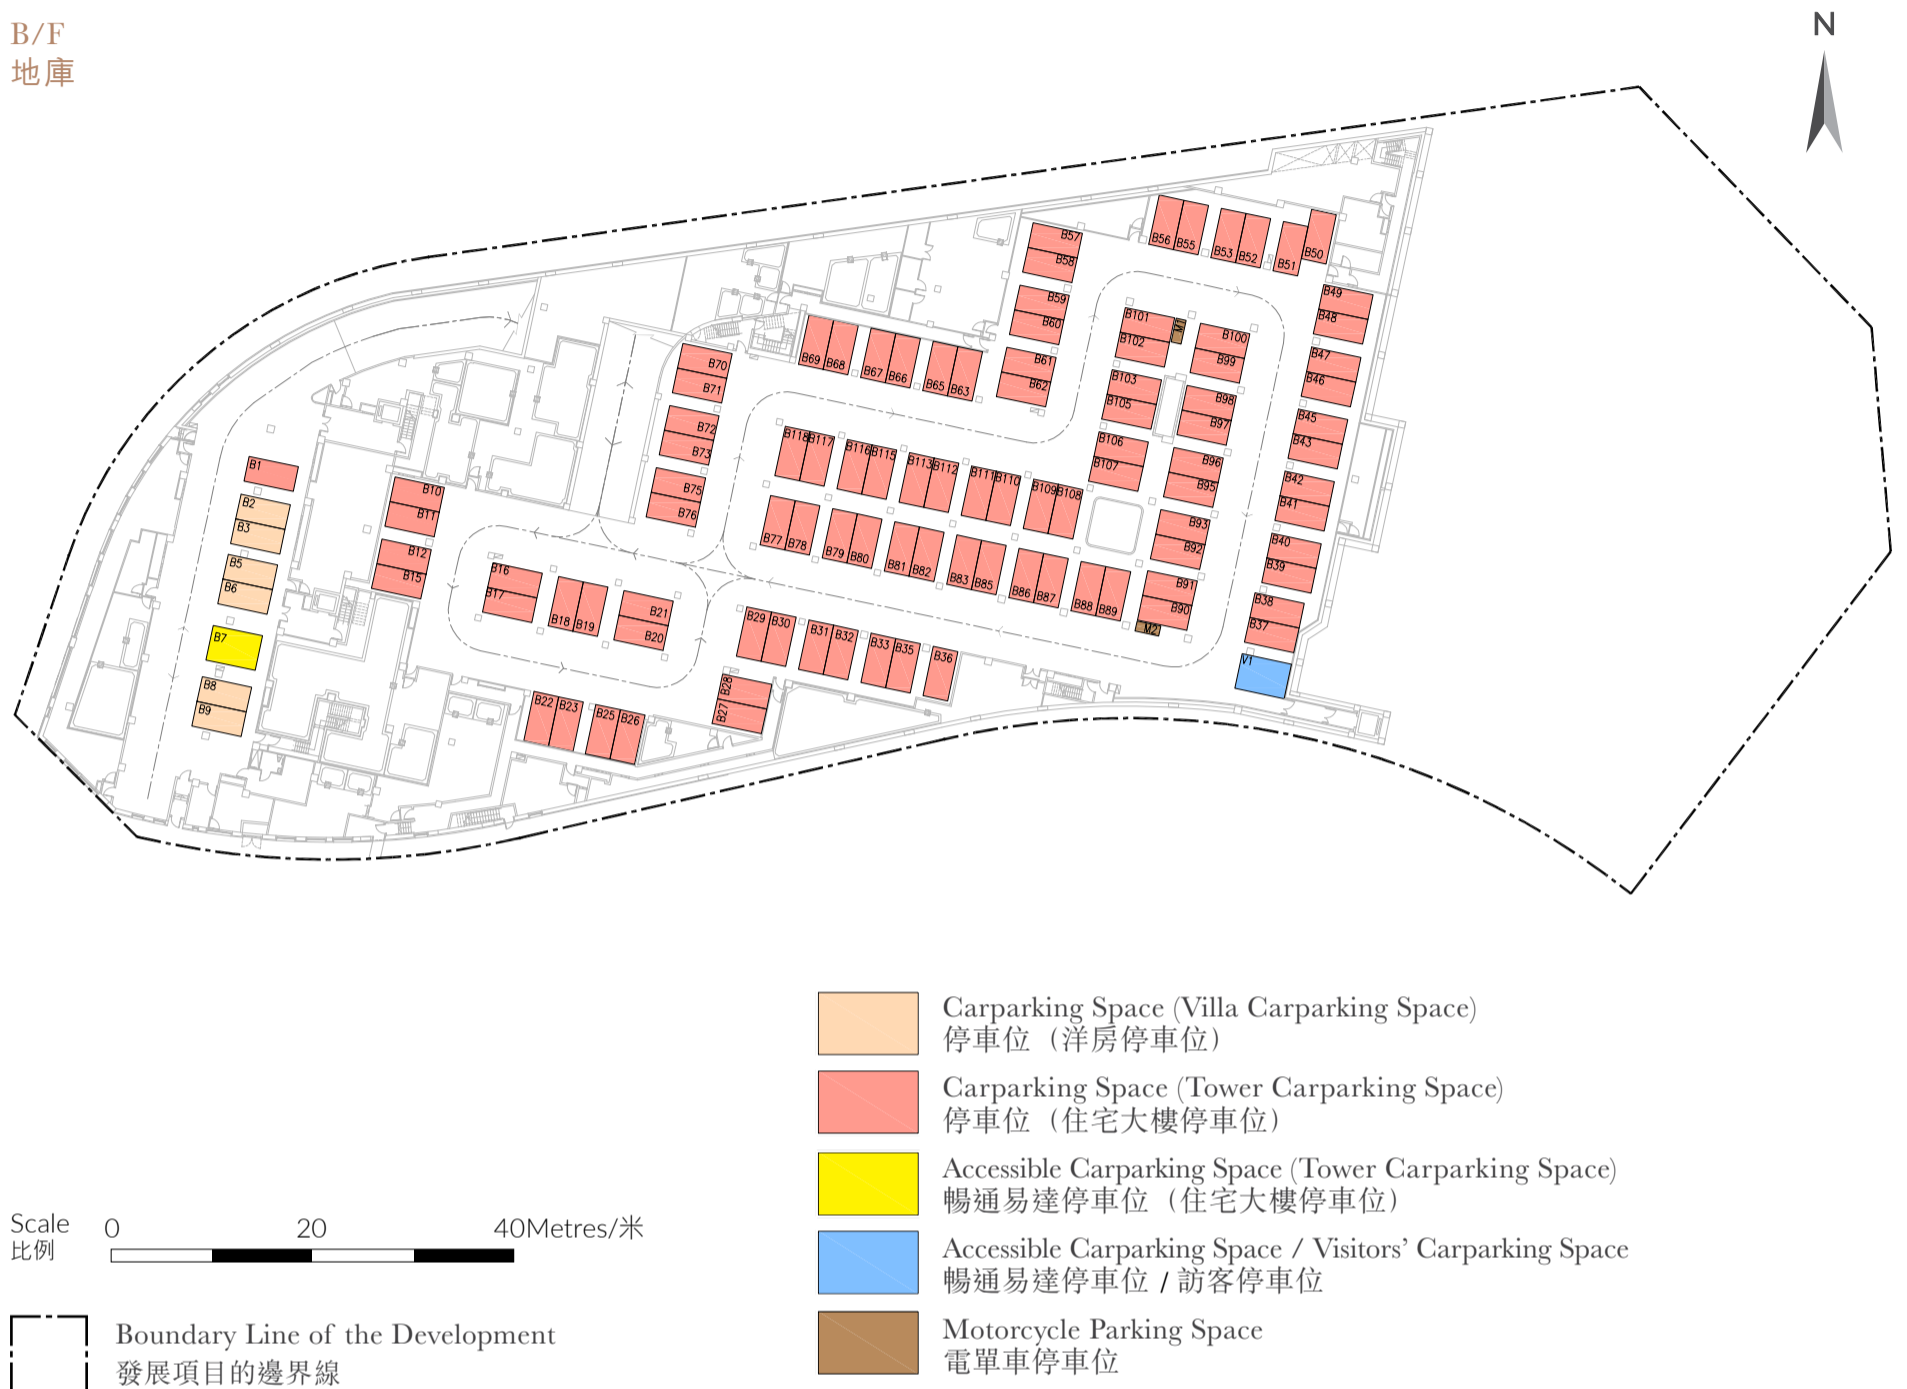 B/F
地庫
N
B57
B58
B59
B60
B61
B62
B56 B55
B53 B52
B51 B50
B49
B48
B47
B46
B45
B43
B42
B41
B40
B39
B38
B37
V1
B101
B102
M1
B100
B99
B103
B105
B98
B97
B106
B107
B96
B95
B93
B92
B91
B90
M2
B69 B68
B67 B66
B65 B63
B70
B71
B72
B73
B75
B76
B118 B117
B116 B115
B113 B112
B111 B110
B109 B108
B77 B78
B79 B80
B81 B82
B83 B85
B86 B87
B88 B89
B1
B2
B3
B5
B6
B7
B8
B9
B10
B11
B12
B15
B16
B17
B18 B19
B21
B20
B29 B30
B31 B32
B33 B35
B36
B28
B27
B22 B23
B25 B26
Carparking Space (Villa Carparking Space)
停車位（洋房停車位）
Carparking Space (Tower Carparking Space)
停車位（住宅大樓停車位）
Accessible Carparking Space (Tower Carparking Space)
暢通易達停車位（住宅大樓停車位）
Accessible Carparking Space / Visitors’ Carparking Space
暢通易達停車位 / 訪客停車位
Motorcycle Parking Space
電單車停車位
Scale 0 20 40Metres/米
比例
Boundary Line of the Development
發展項目的邊界線